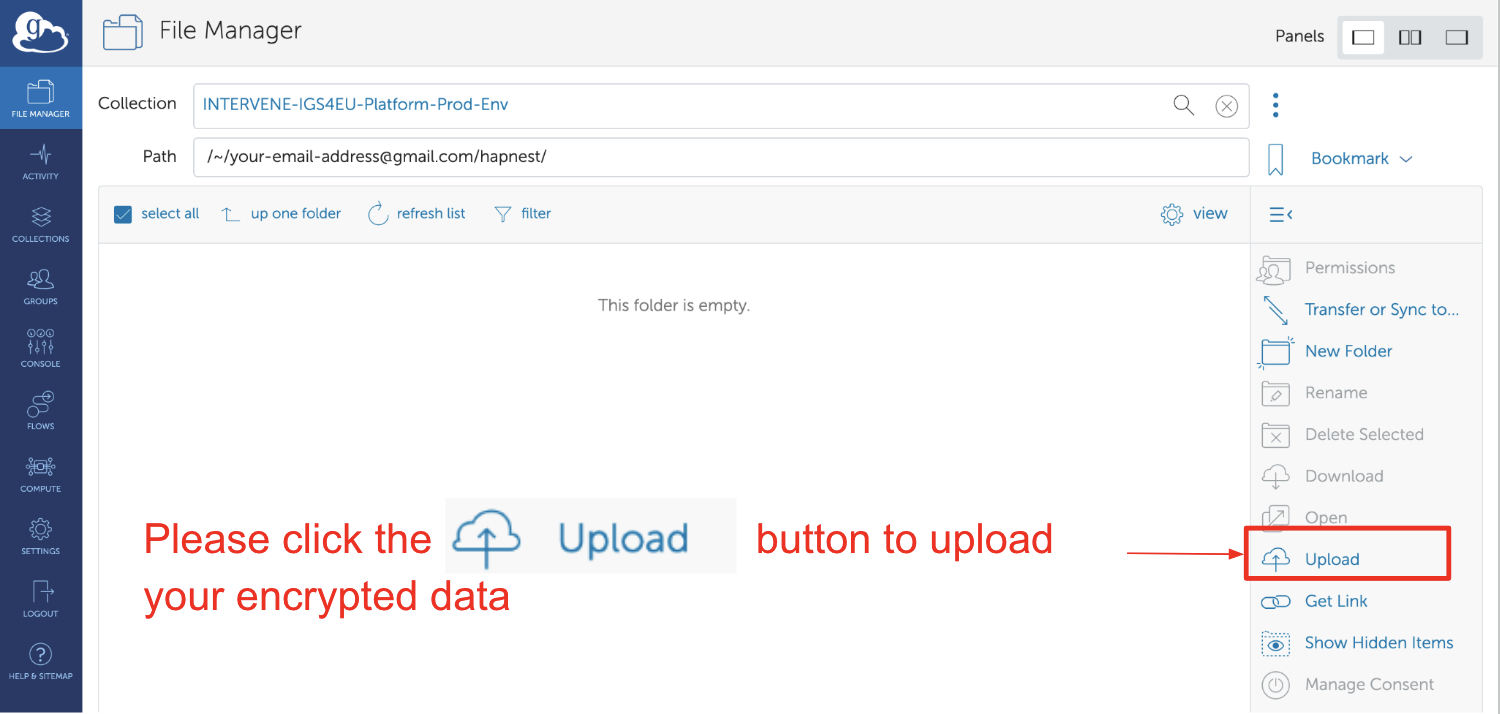 g
File Manager
Panels
FILE MANAGER
ACTIVITY
COLLECTIONS
GROUPS
CONSOLE
FLOWS
COMPUTE
SETTINGS
LOGOUT
?
HELP & SITEMAP
Collection INTERVENE-IGS4EU-Platform-Prod-Env
Path /~/your-email-address@gmail.com/hapnest/
Bookmark
select all up one folder refresh list filter view
This folder is empty.
Permissions
Transfer or Sync to...
New Folder
Rename
Delete Selected
Download
Open
Upload
Get Link
Show Hidden Items
Manage Consent
Please click the Upload button to upload
your encrypted data